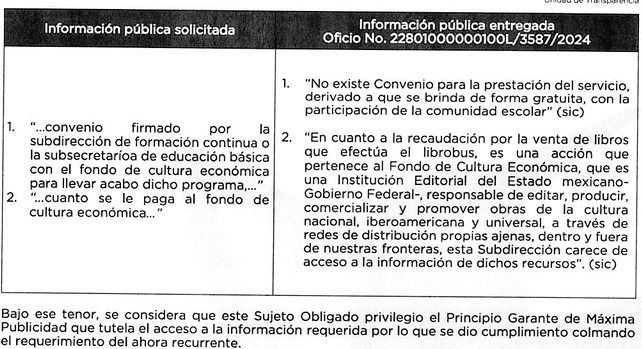 Unidad de Transparencia
Información pública solicitada
Información pública entregada
Oficio No. 22801000000100L/3587/2024
1. “...convenio firmado por la
subdirección de formación continua o
la subsecretaríoa de educación básica
con el fondo de cultura económica
para llevar acabo dicho programa,...”
2. “...cuanto se le paga al fondo de
cultura económica...”
1. “No existe Convenio para la prestación del servicio,
derivado a que se brinda de forma gratuita, con la
participación de la comunidad escolar” (sic)
2. “En cuanto a la recaudación por la venta de libros
que efectúa el librobus, es una acción que
pertenece al Fondo de Cultura Económica, que es
una Institución Editorial del Estado mexicano-
Gobierno Federal-, responsable de editar, producir,
comercializar y promover obras de la cultura
nacional, iberoamericana y universal, a través de
redes de distribución propias ajenas, dentro y fuera
de nuestras fronteras, esta Subdirección carece de
acceso a la información de dichos recursos”. (sic)
Bajo ese tenor, se considera que este Sujeto Obligado privilegio el Principio Garante de Máxima
Publicidad que tutela el acceso a la información requerida por lo que se dio cumplimiento colmando
el requerimiento del ahora recurrente.